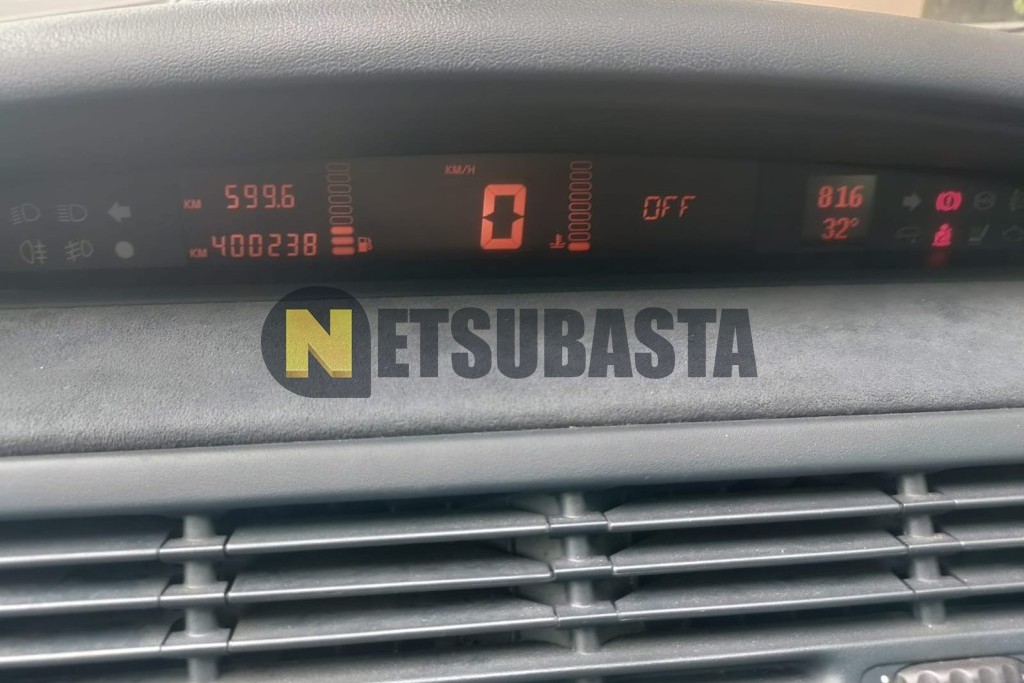 KM 599.6
KM 400238
KM/H
0
OFF
816
32°
NETSUBASTA